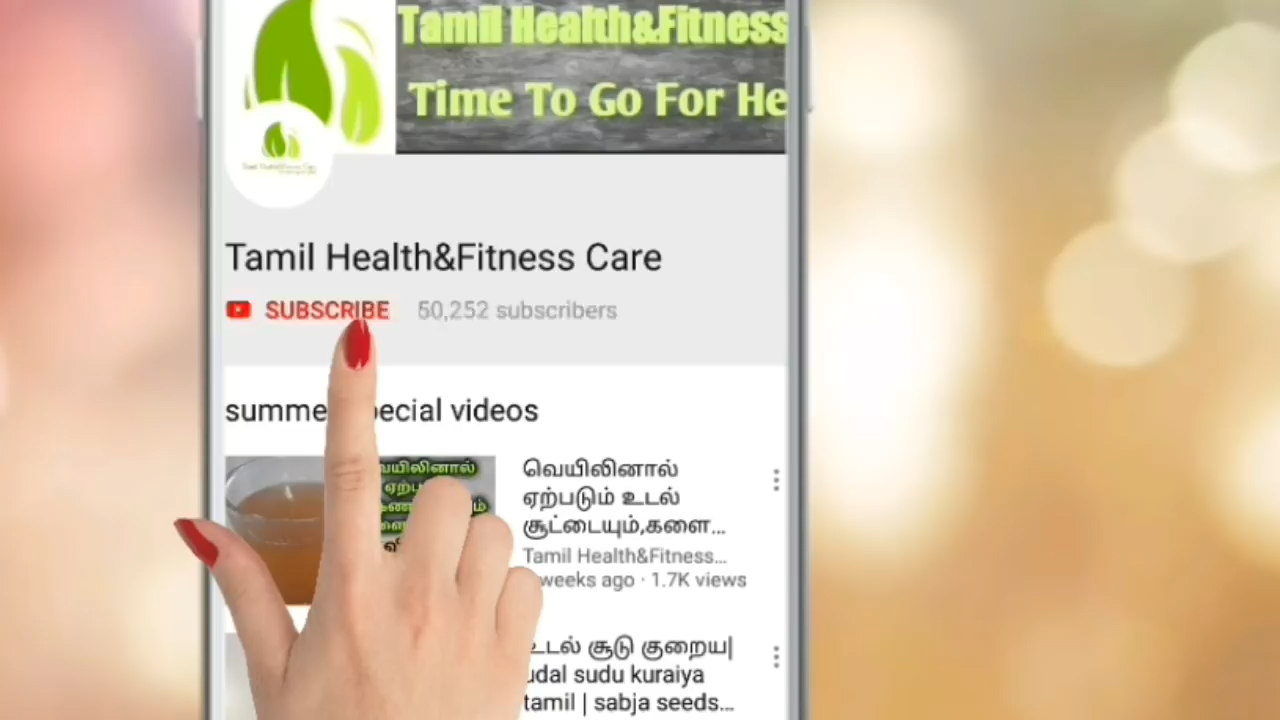 Tamil Health&Fitness
Time To Go For He
Tamil Health&Fitness Care
SUBSCRIBE 50,252 subscribers
videos
வெயிலினால்
ஏற்படும் உடல்
சூட்டையும்,களை...
Tamil Health&Fitness...
weeks ago · 1.7K views
உடல் சூடு குறைய|
udal sudu kuraiya
tamil | sabja seeds...